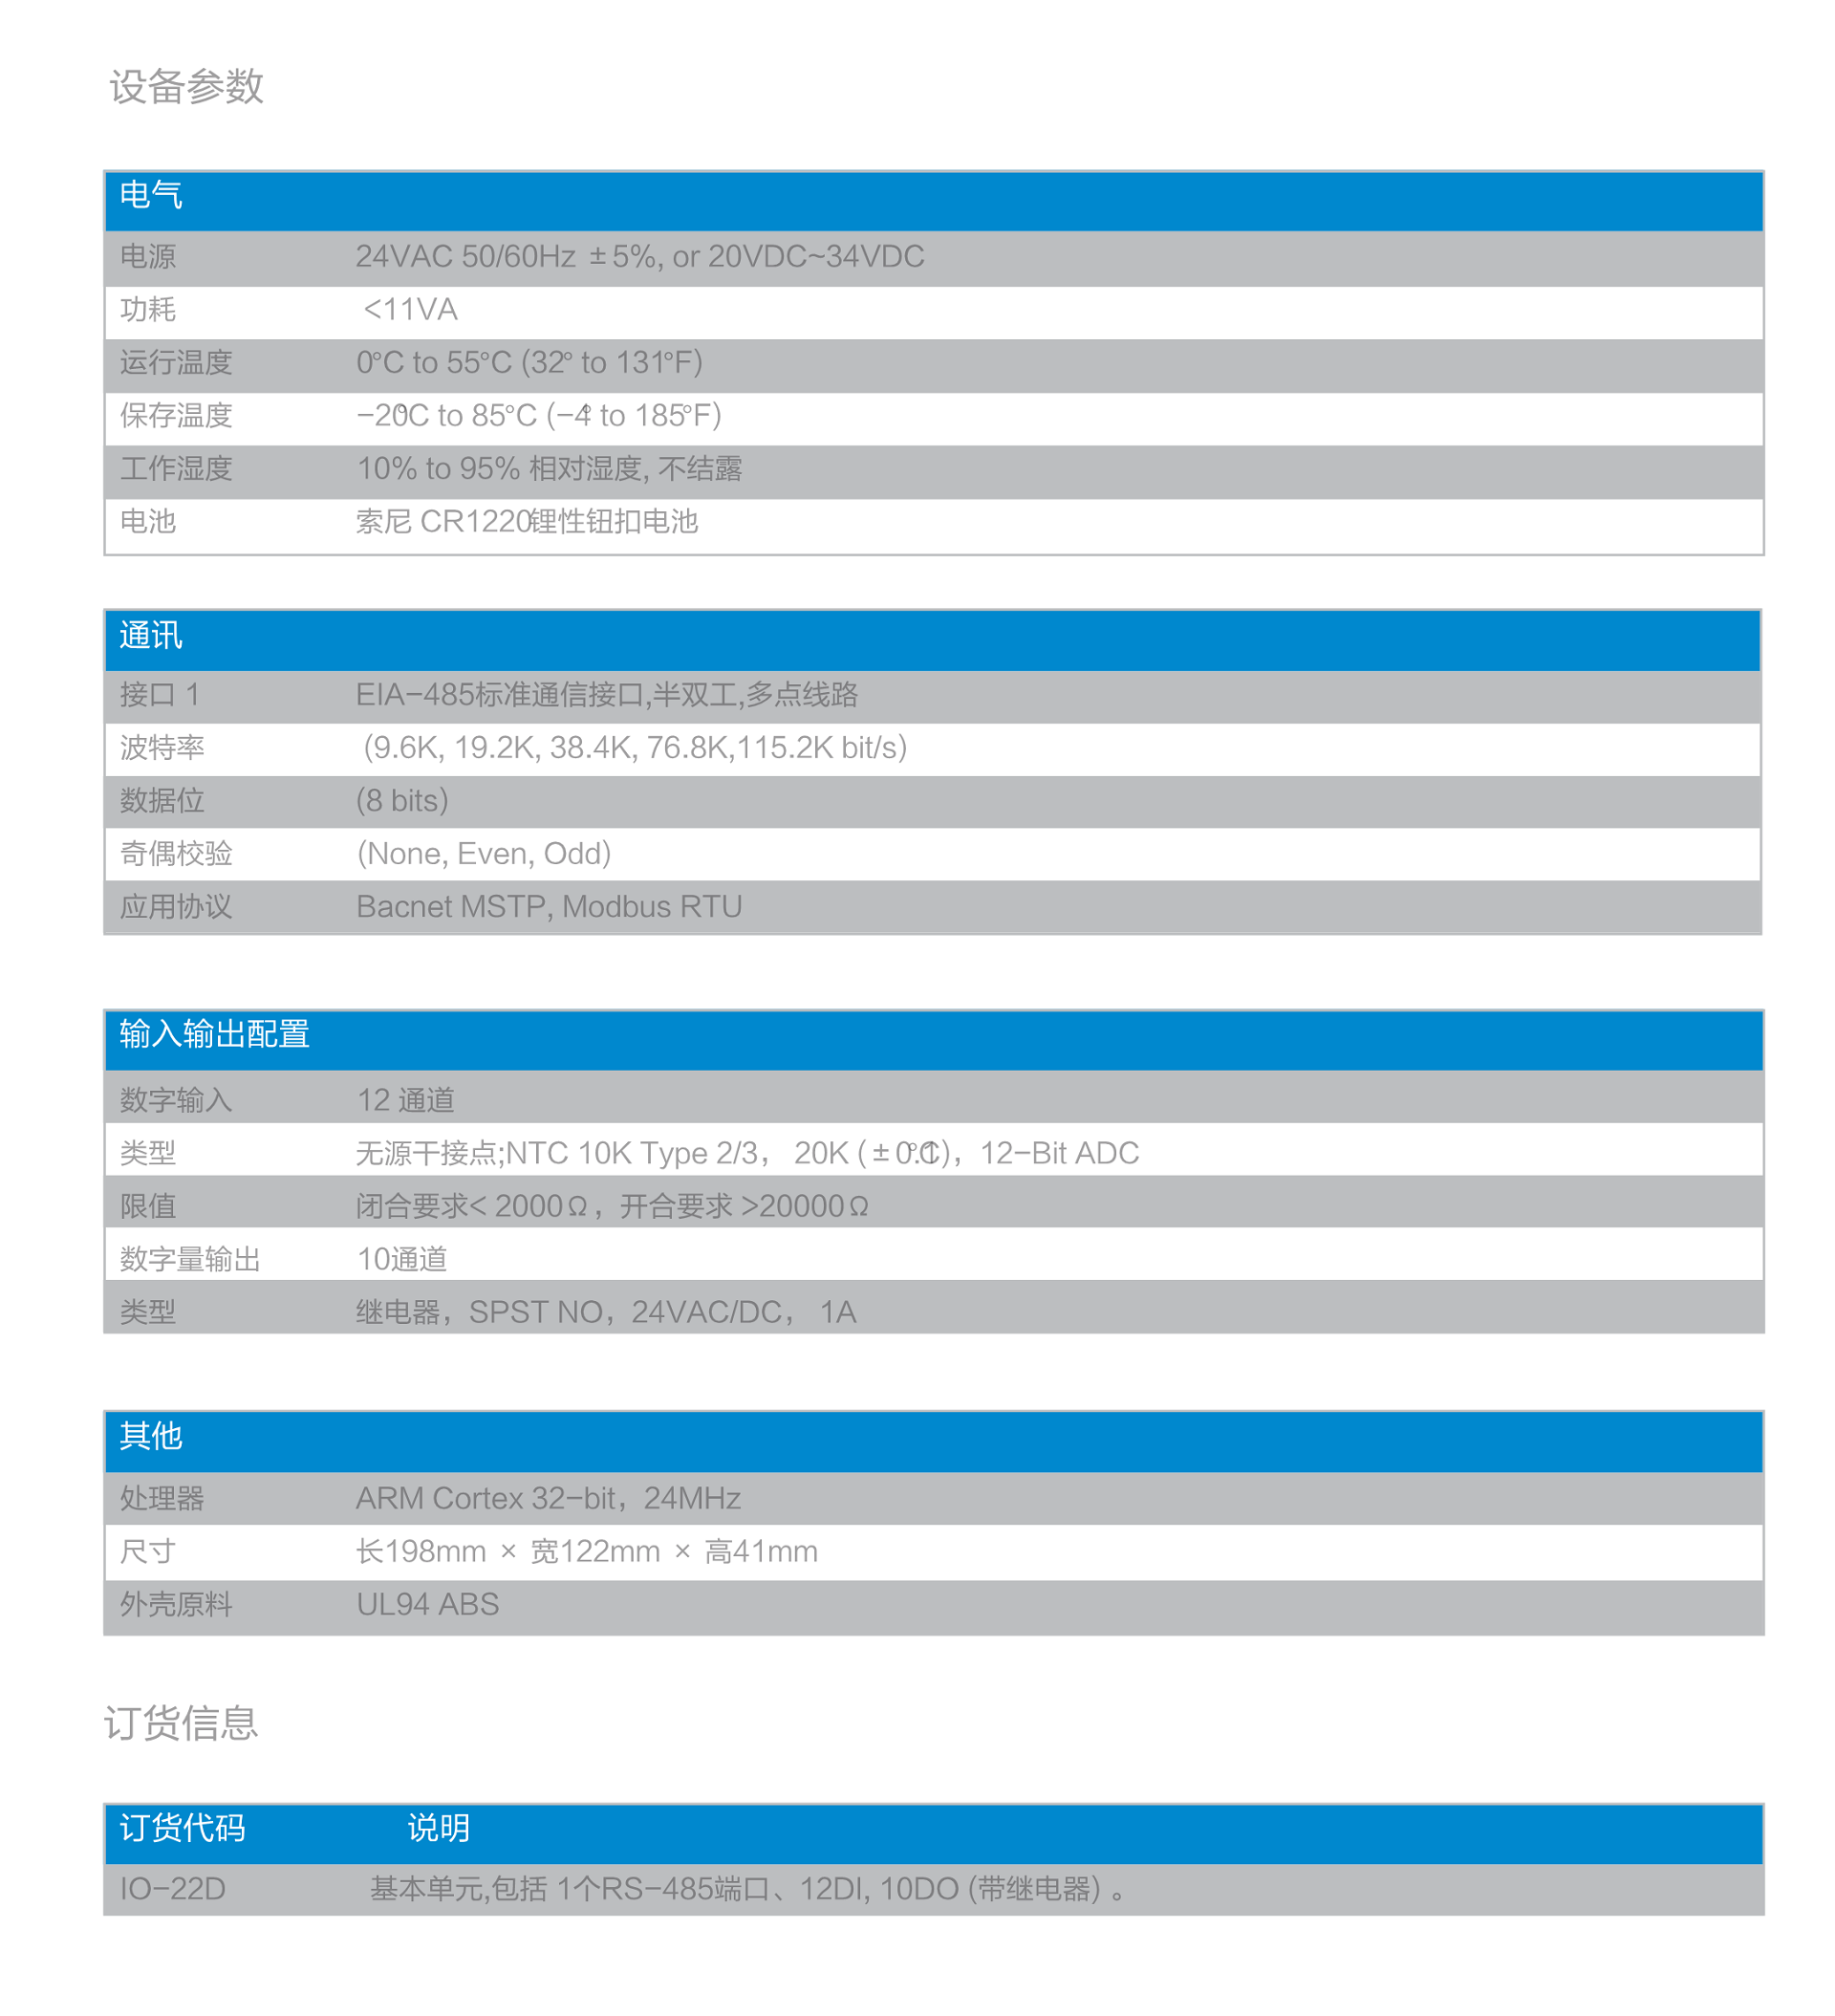 设备参数
电气
电源 24VAC 50/60Hz ±5%, or 20VDC~34VDC
功耗 <11VA
运行温度 0°C to 55°C (32° to 131°F)
保存温度 -20°C to 85°C (-4° to 185°F)
工作湿度 10% to 95% 相对湿度, 不结露
电池 索尼 CR1220锂性钮扣电池
通讯
接口 1 EIA-485标准通信接口,半双工,多点线路
波特率 (9.6K, 19.2K, 38.4K, 76.8K,115.2K bit/s)
数据位 (8 bits)
奇偶校验 (None, Even, Odd)
应用协议 Bacnet MSTP, Modbus RTU
输入输出配置
数字输入 12 通道
类型 无源干接点;NTC 10K Type 2/3， 20K (±0.1°C)，12-Bit ADC
限值 闭合要求< 2000Ω，开合要求 >20000Ω
数字量输出 10通道
类型 继电器，SPST NO，24VAC/DC， 1A
其他
处理器 ARM Cortex 32-bit，24MHz
尺寸 长198mm × 宽122mm × 高41mm
外壳原料 UL94 ABS
订货信息
订货代码 说明
IO-22D 基本单元,包括 1个RS-485端口、12DI, 10DO (带继电器) 。